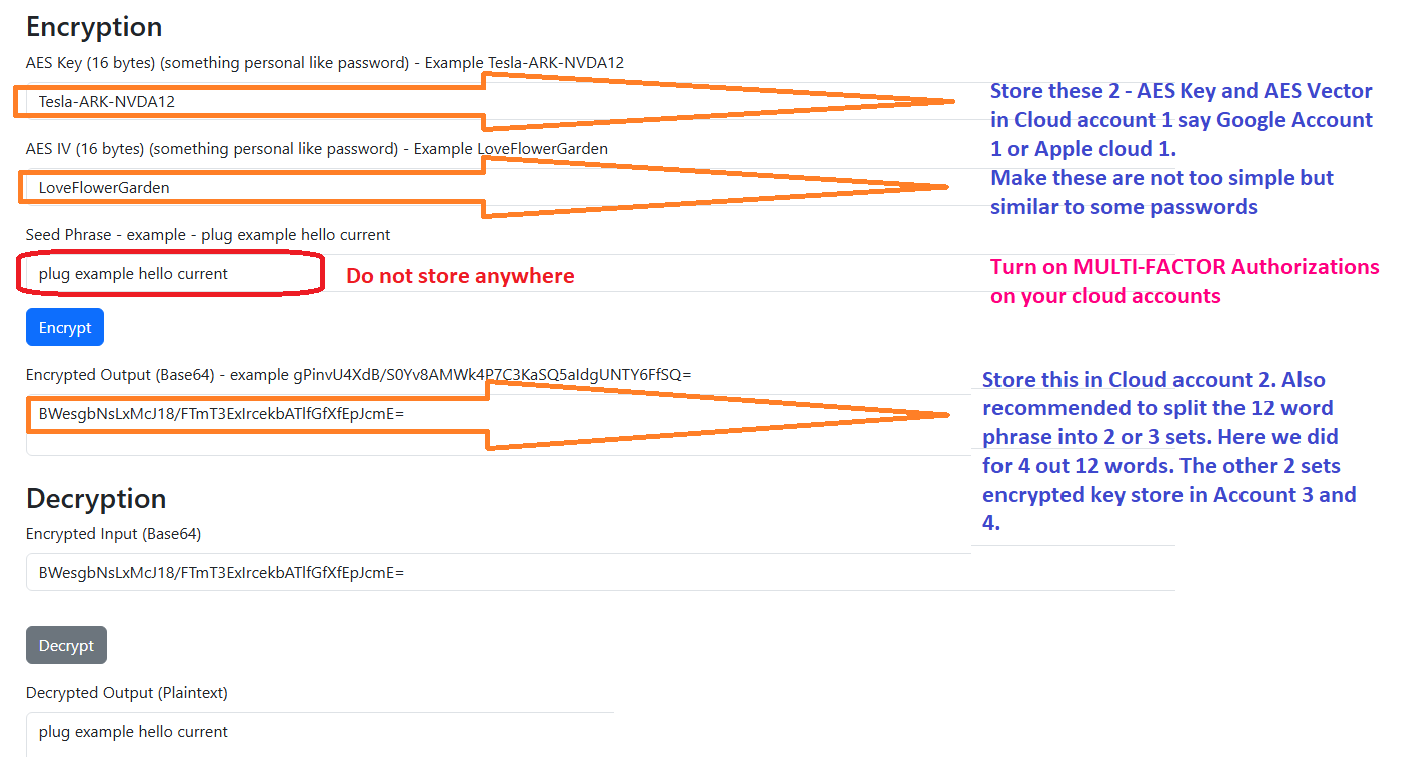 Encryption
AES Key (16 bytes) (something personal like password) - Example Tesla-ARK-NVDA12
Tesla-ARK-NVDA12
Store these 2 - AES Key and AES Vector
in Cloud account 1 say Google Account
1 or Apple cloud 1.
Make these are not too simple but
similar to some passwords
AES IV (16 bytes) (something personal like password) - Example LoveFlowerGarden
LoveFlowerGarden
Seed Phrase - example - plug example hello current
plug example hello current
Do not store anywhere
Turn on MULTI-FACTOR Authorizations
on your cloud accounts
Encrypt
Encrypted Output (Base64) - example gPinvU4XdB/S0Yv8AMWk4P7C3KaSQ5aIdgUNTY6FfSQ=
BWesgbNsLxMcJ18/FTmT3ExIrcekbATlfGfXfEpJcmE=
Store this in Cloud account 2. Also
recommended to split the 12 word
phrase into 2 or 3 sets. Here we did
for 4 out 12 words. The other 2 sets
encrypted key store in Account 3 and
4.
Decryption
Encrypted Input (Base64)
BWesgbNsLxMcJ18/FTmT3ExIrcekbATlfGfXfEpJcmE=
Decrypt
Decrypted Output (Plaintext)
plug example hello current